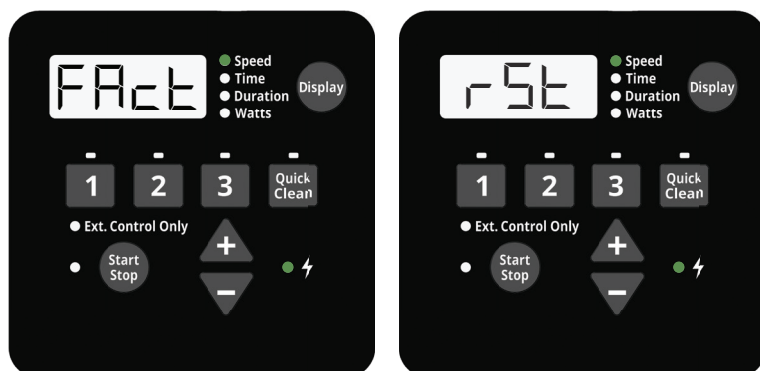 FAct
Speed
Time
Duration
Watts
Display
1 2 3 Quick Clean
Ext. Control Only
Start
Stop
+
−
rSt
Speed
Time
Duration
Watts
Display
1 2 3 Quick Clean
Ext. Control Only
Start
Stop
+
−